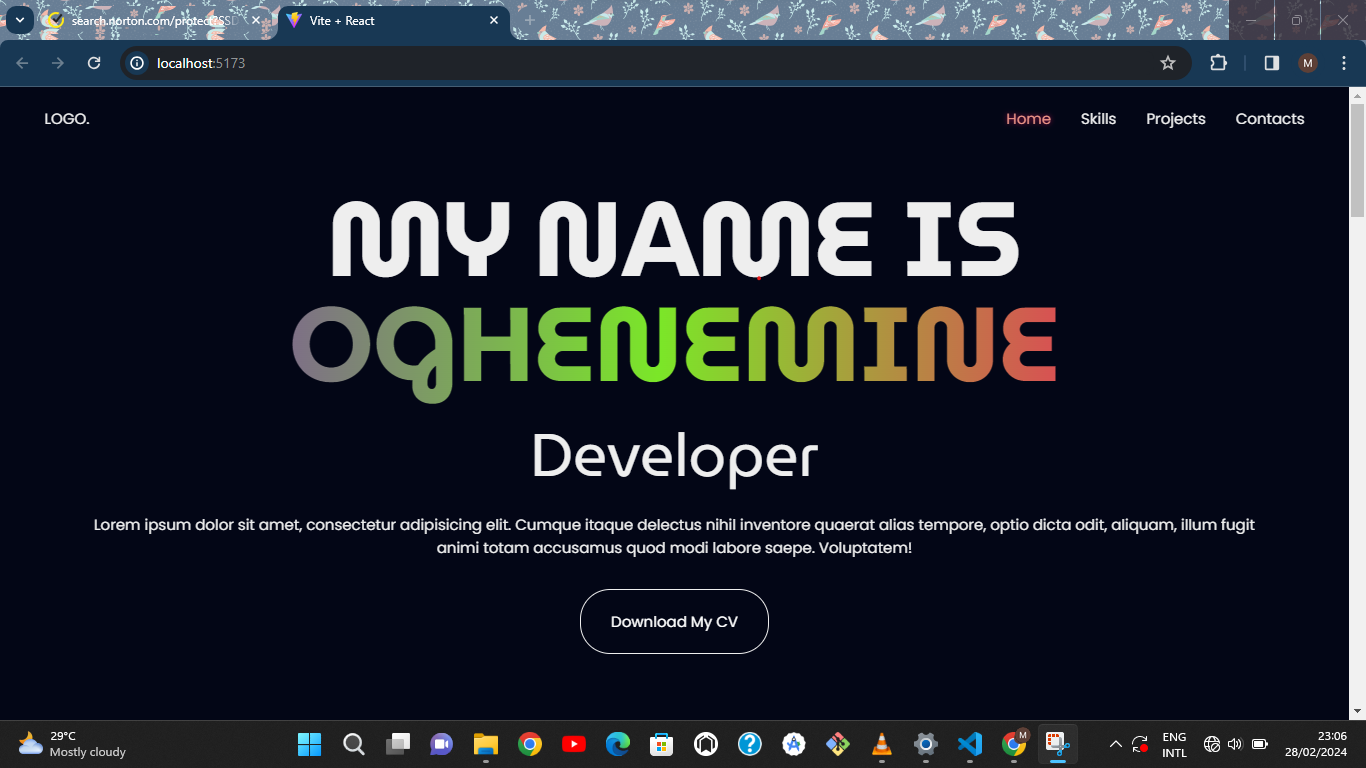 search.norton.com/protect?SSD
Vite + React
localhost:5173
M
LOGO.
Home Skills Projects Contacts
MY NAME IS
OGHENEMINE
Developer
Lorem ipsum dolor sit amet, consectetur adipisicing elit. Cumque itaque delectus nihil inventore quaerat alias tempore, optio dicta odit, aliquam, illum fugit
animi totam accusamus quod modi labore saepe. Voluptatem!
Download My CV
29°C
Mostly cloudy
M
ENG
INTL
23:06
28/02/2024